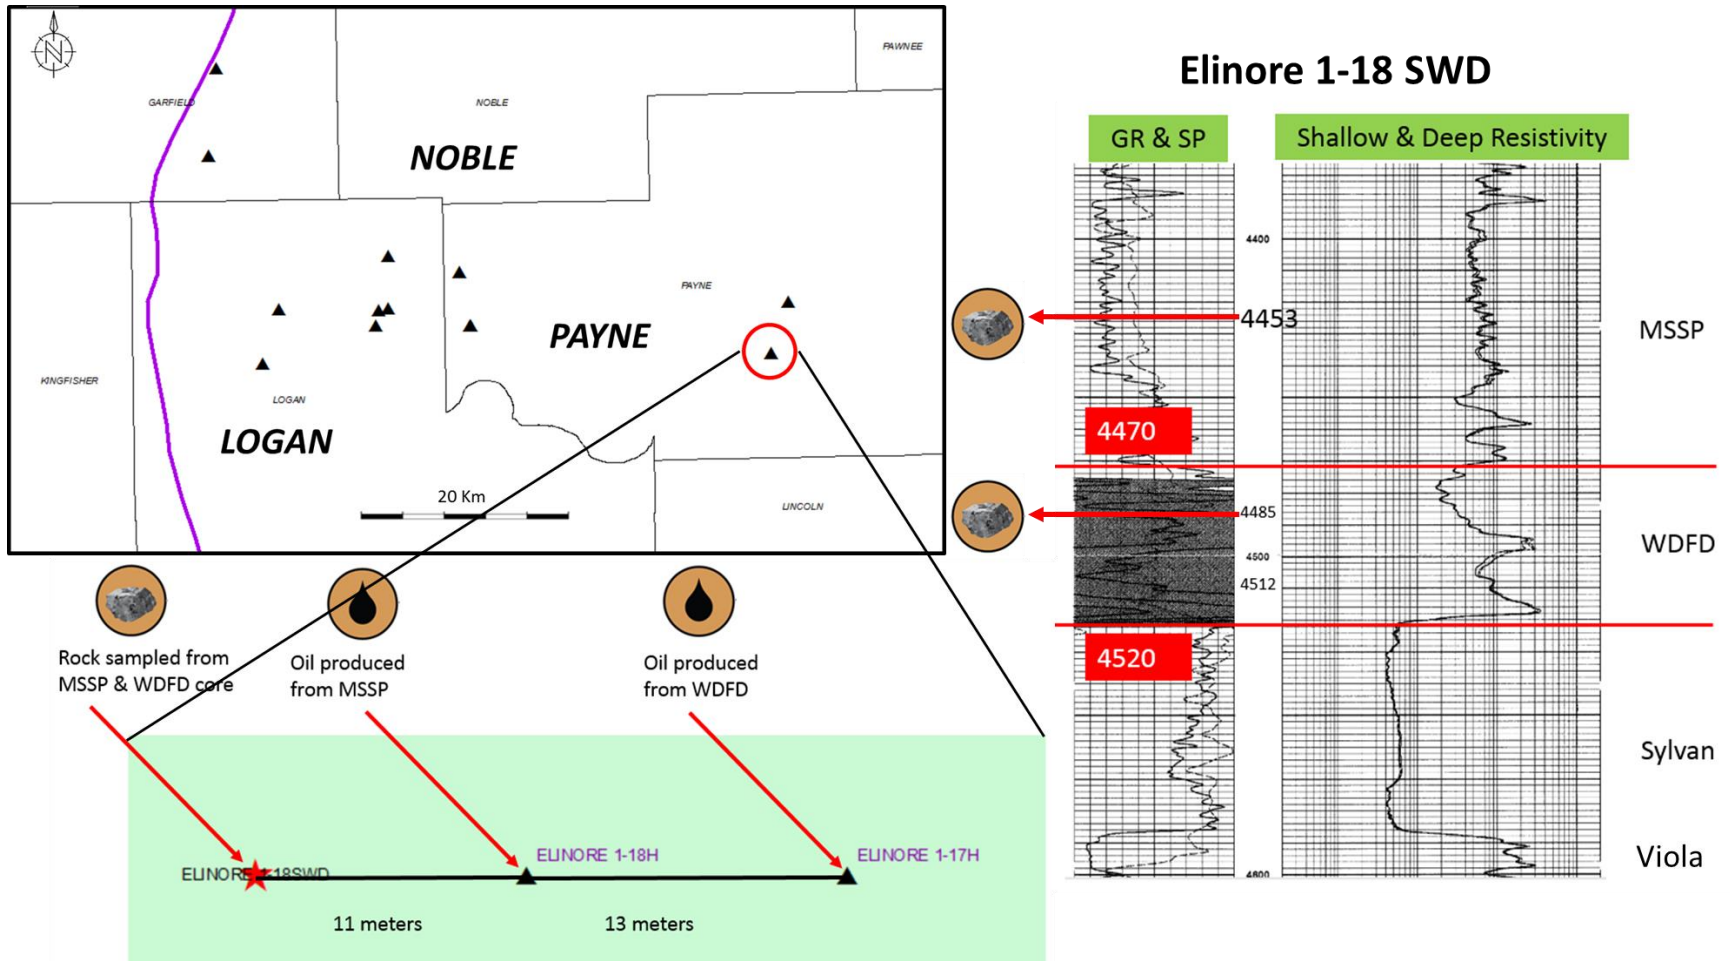 N
PAWNEE
GARFIELD
NOBLE
NOBLE
PAYNE
PAYNE
KINGFISHER
LOGAN
LOGAN
20 Km
LINCOLN
Rock sampled from
MSSP & WDFD core
Oil produced
from MSSP
Oil produced
from WDFD
ELINORE 1-18SWD
ELINORE 1-18H
ELINORE 1-17H
11 meters
13 meters
Elinore 1-18 SWD
GR & SP
Shallow & Deep Resistivity
4400
4453
MSSP
4470
4485
4500
WDFD
4512
4520
Sylvan
Viola
4600